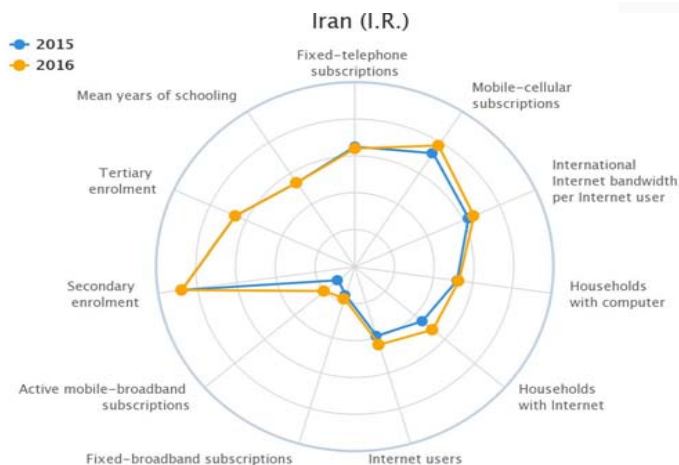 Iran (I.R.)
2015
2016
Fixed-telephone
subscriptions
Mobile-cellular
subscriptions
International
Internet bandwidth
per Internet user
Households
with computer
Households
with Internet
Internet users
Fixed-broadband subscriptions
Active mobile-broadband
subscriptions
Secondary
enrolment
Tertiary
enrolment
Mean years of schooling